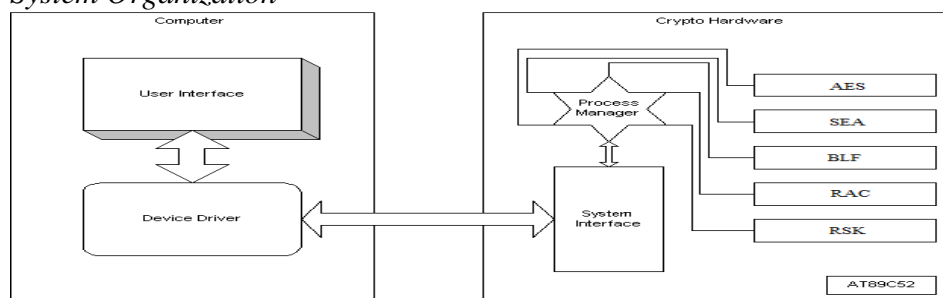 System Organization
Computer
Crypto Hardware
User Interface
Process
Manager
AES
SEA
BLF
RAC
RSK
Device Driver
System
Interface
AT89C52